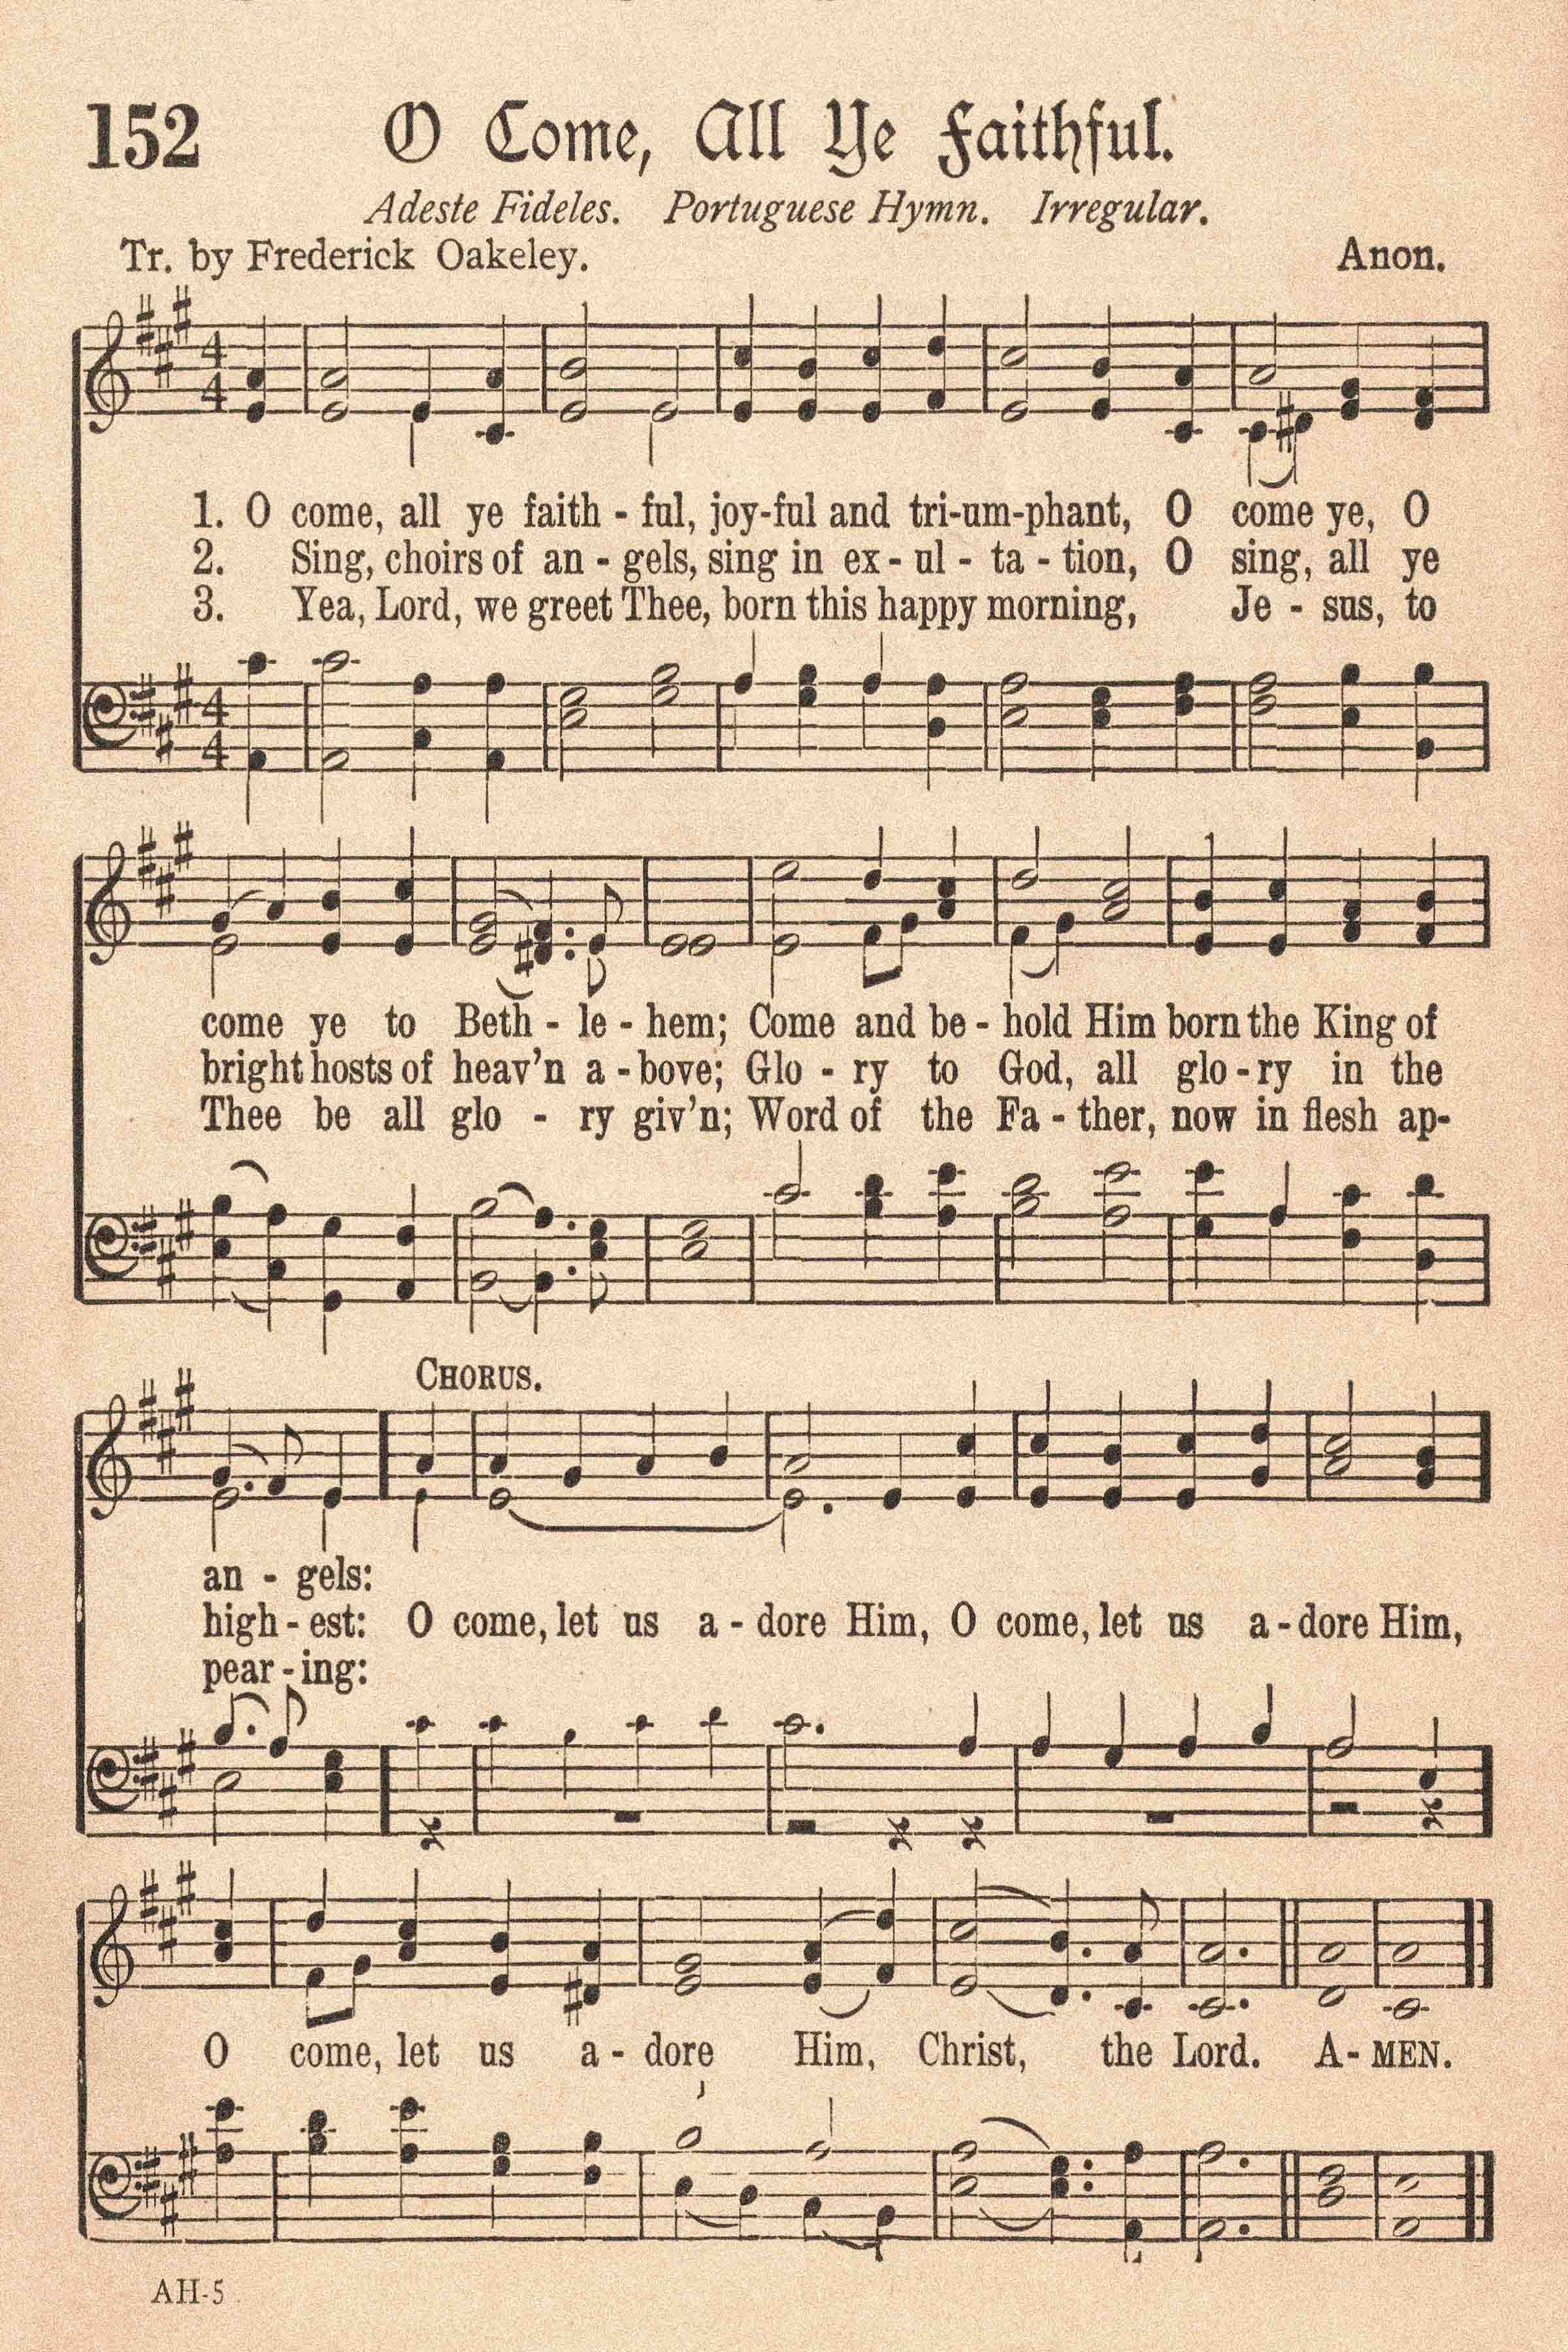 152 O Come, All Ye Faithful.
Adeste Fideles. Portuguese Hymn. Irregular.
Tr. by Frederick Oakeley. Anon.
1. O come, all ye faith - ful, joy-ful and tri-um-phant, O come ye, O
2. Sing, choirs of an - gels, sing in ex - ul - ta - tion, O sing, all ye
3. Yea, Lord, we greet Thee, born this happy morning, Je - sus, to
come ye to Beth - le - hem; Come and be - hold Him born the King of
bright hosts of heav'n a - bove; Glo - ry to God, all glo - ry in the
Thee be all glo - ry giv'n; Word of the Fa - ther, now in flesh ap-
CHORUS.
an - gels:
high - est: O come, let us a - dore Him, O come, let us a - dore Him,
pear - ing:
O come, let us a - dore Him, Christ, the Lord. A - MEN.
AH-5